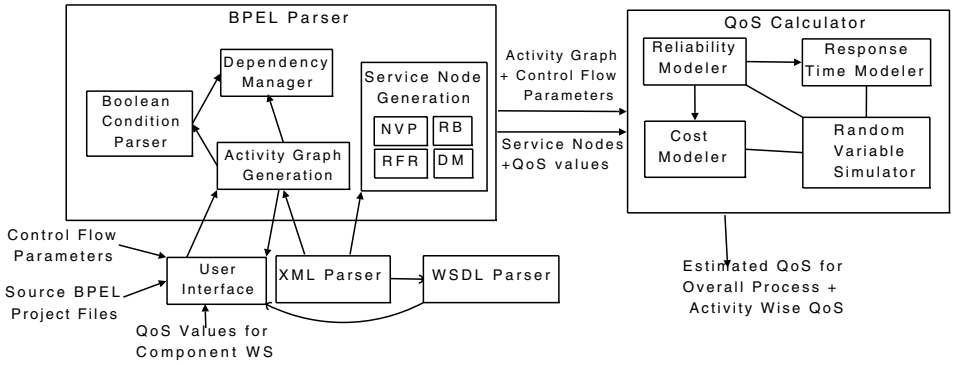 BPEL Parser
QoS Calculator
Dependency
Manager
Boolean
Condition
Parser
Activity Graph
Generation
Service Node
Generation
NVP
RB
RFR
DM
Activity Graph
+ Control Flow
Parameters
Service Nodes
+QoS values
Reliability
Modeler
Response
Time Modeler
Cost
Modeler
Random
Variable
Simulator
Control Flow
Parameters
Source BPEL
Project Files
User
Interface
XML Parser
WSDL Parser
QoS Values for
Component WS
Estimated QoS for
Overall Process +
Activity Wise QoS